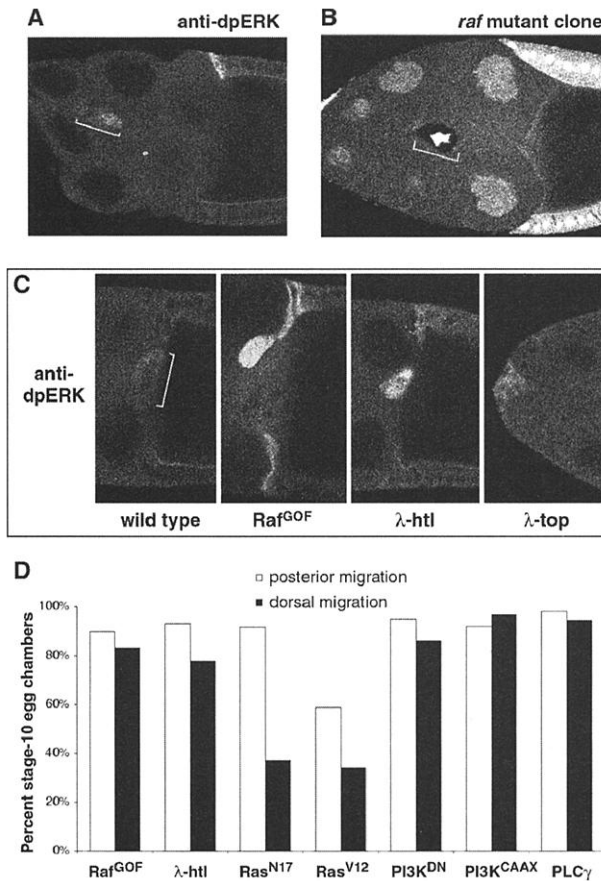 A
anti-dpERK
B
raf mutant clone
C
anti-
dpERK
wild type
Raf^GOF
λ-htl
λ-top
D
posterior migration
dorsal migration
Percent stage-10 egg chambers
100%
80%
60%
40%
20%
0%
Raf^GOF
λ-htl
Ras^N17
Ras^V12
PI3K^DN
PI3K^CAAX
PLCγ